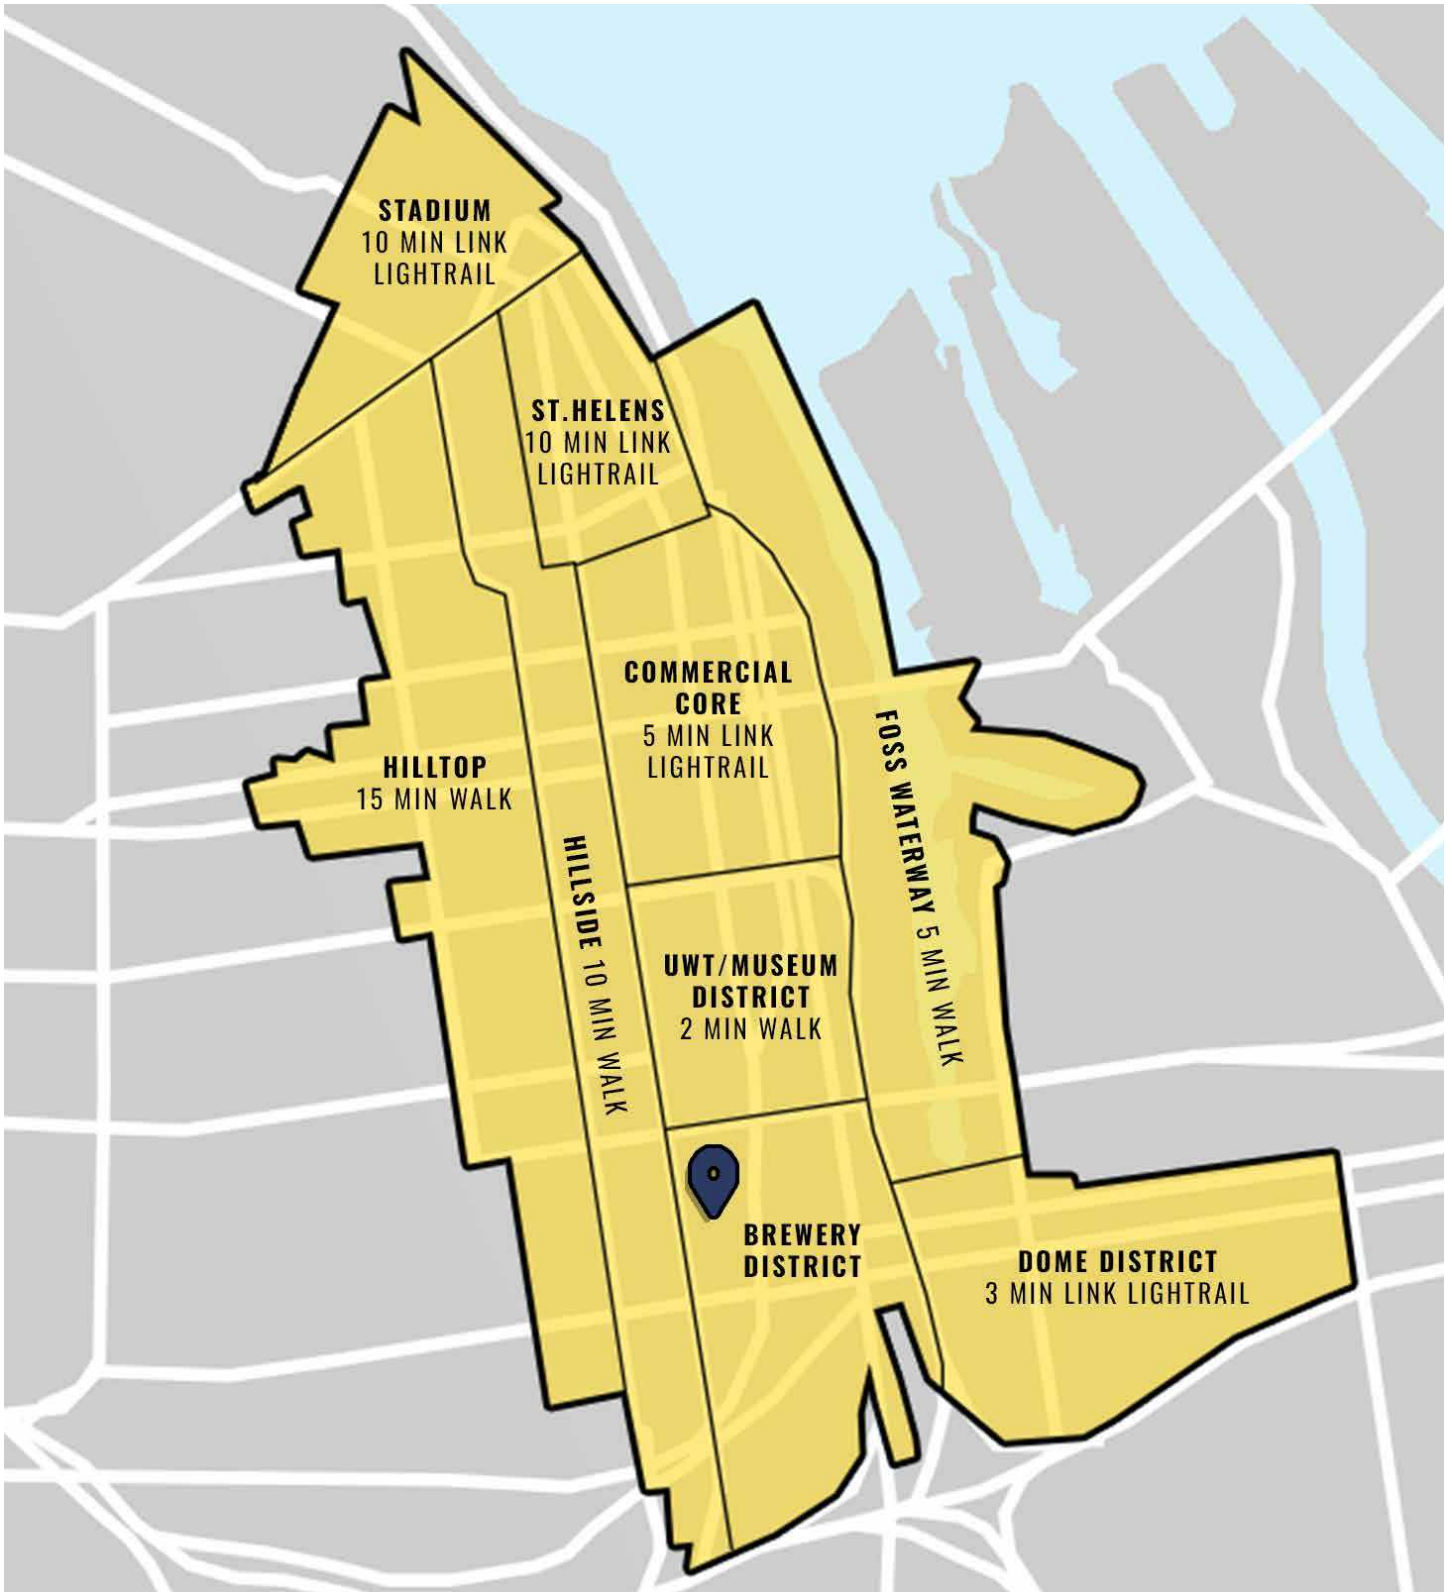 STADIUM
10 MIN LINK
LIGHTRAIL
ST.HELENS
10 MIN LINK
LIGHTRAIL
COMMERCIAL
CORE
5 MIN LINK
LIGHTRAIL
FOSS WATERWAY 5 MIN WALK
HILLTOP
15 MIN WALK
HILLSIDE 10 MIN WALK
UWT/MUSEUM
DISTRICT
2 MIN WALK
BREWERY
DISTRICT
DOME DISTRICT
3 MIN LINK LIGHTRAIL